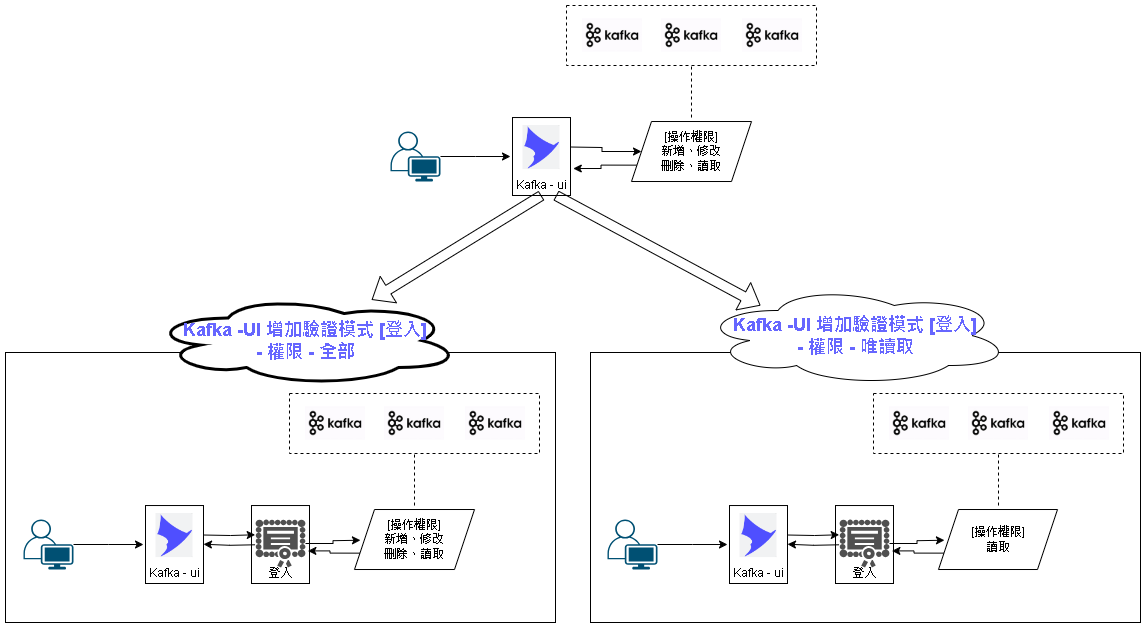 kafka kafka kafka
[操作權限]
新增、修改
刪除、讀取
Kafka - ui
Kafka -UI 增加驗證模式 [登入]
- 權限 - 全部
Kafka -UI 增加驗證模式 [登入]
- 權限 - 唯讀取
kafka kafka kafka
[操作權限]
新增、修改
刪除、讀取
Kafka - ui
登入
kafka kafka kafka
[操作權限]
讀取
Kafka - ui
登入